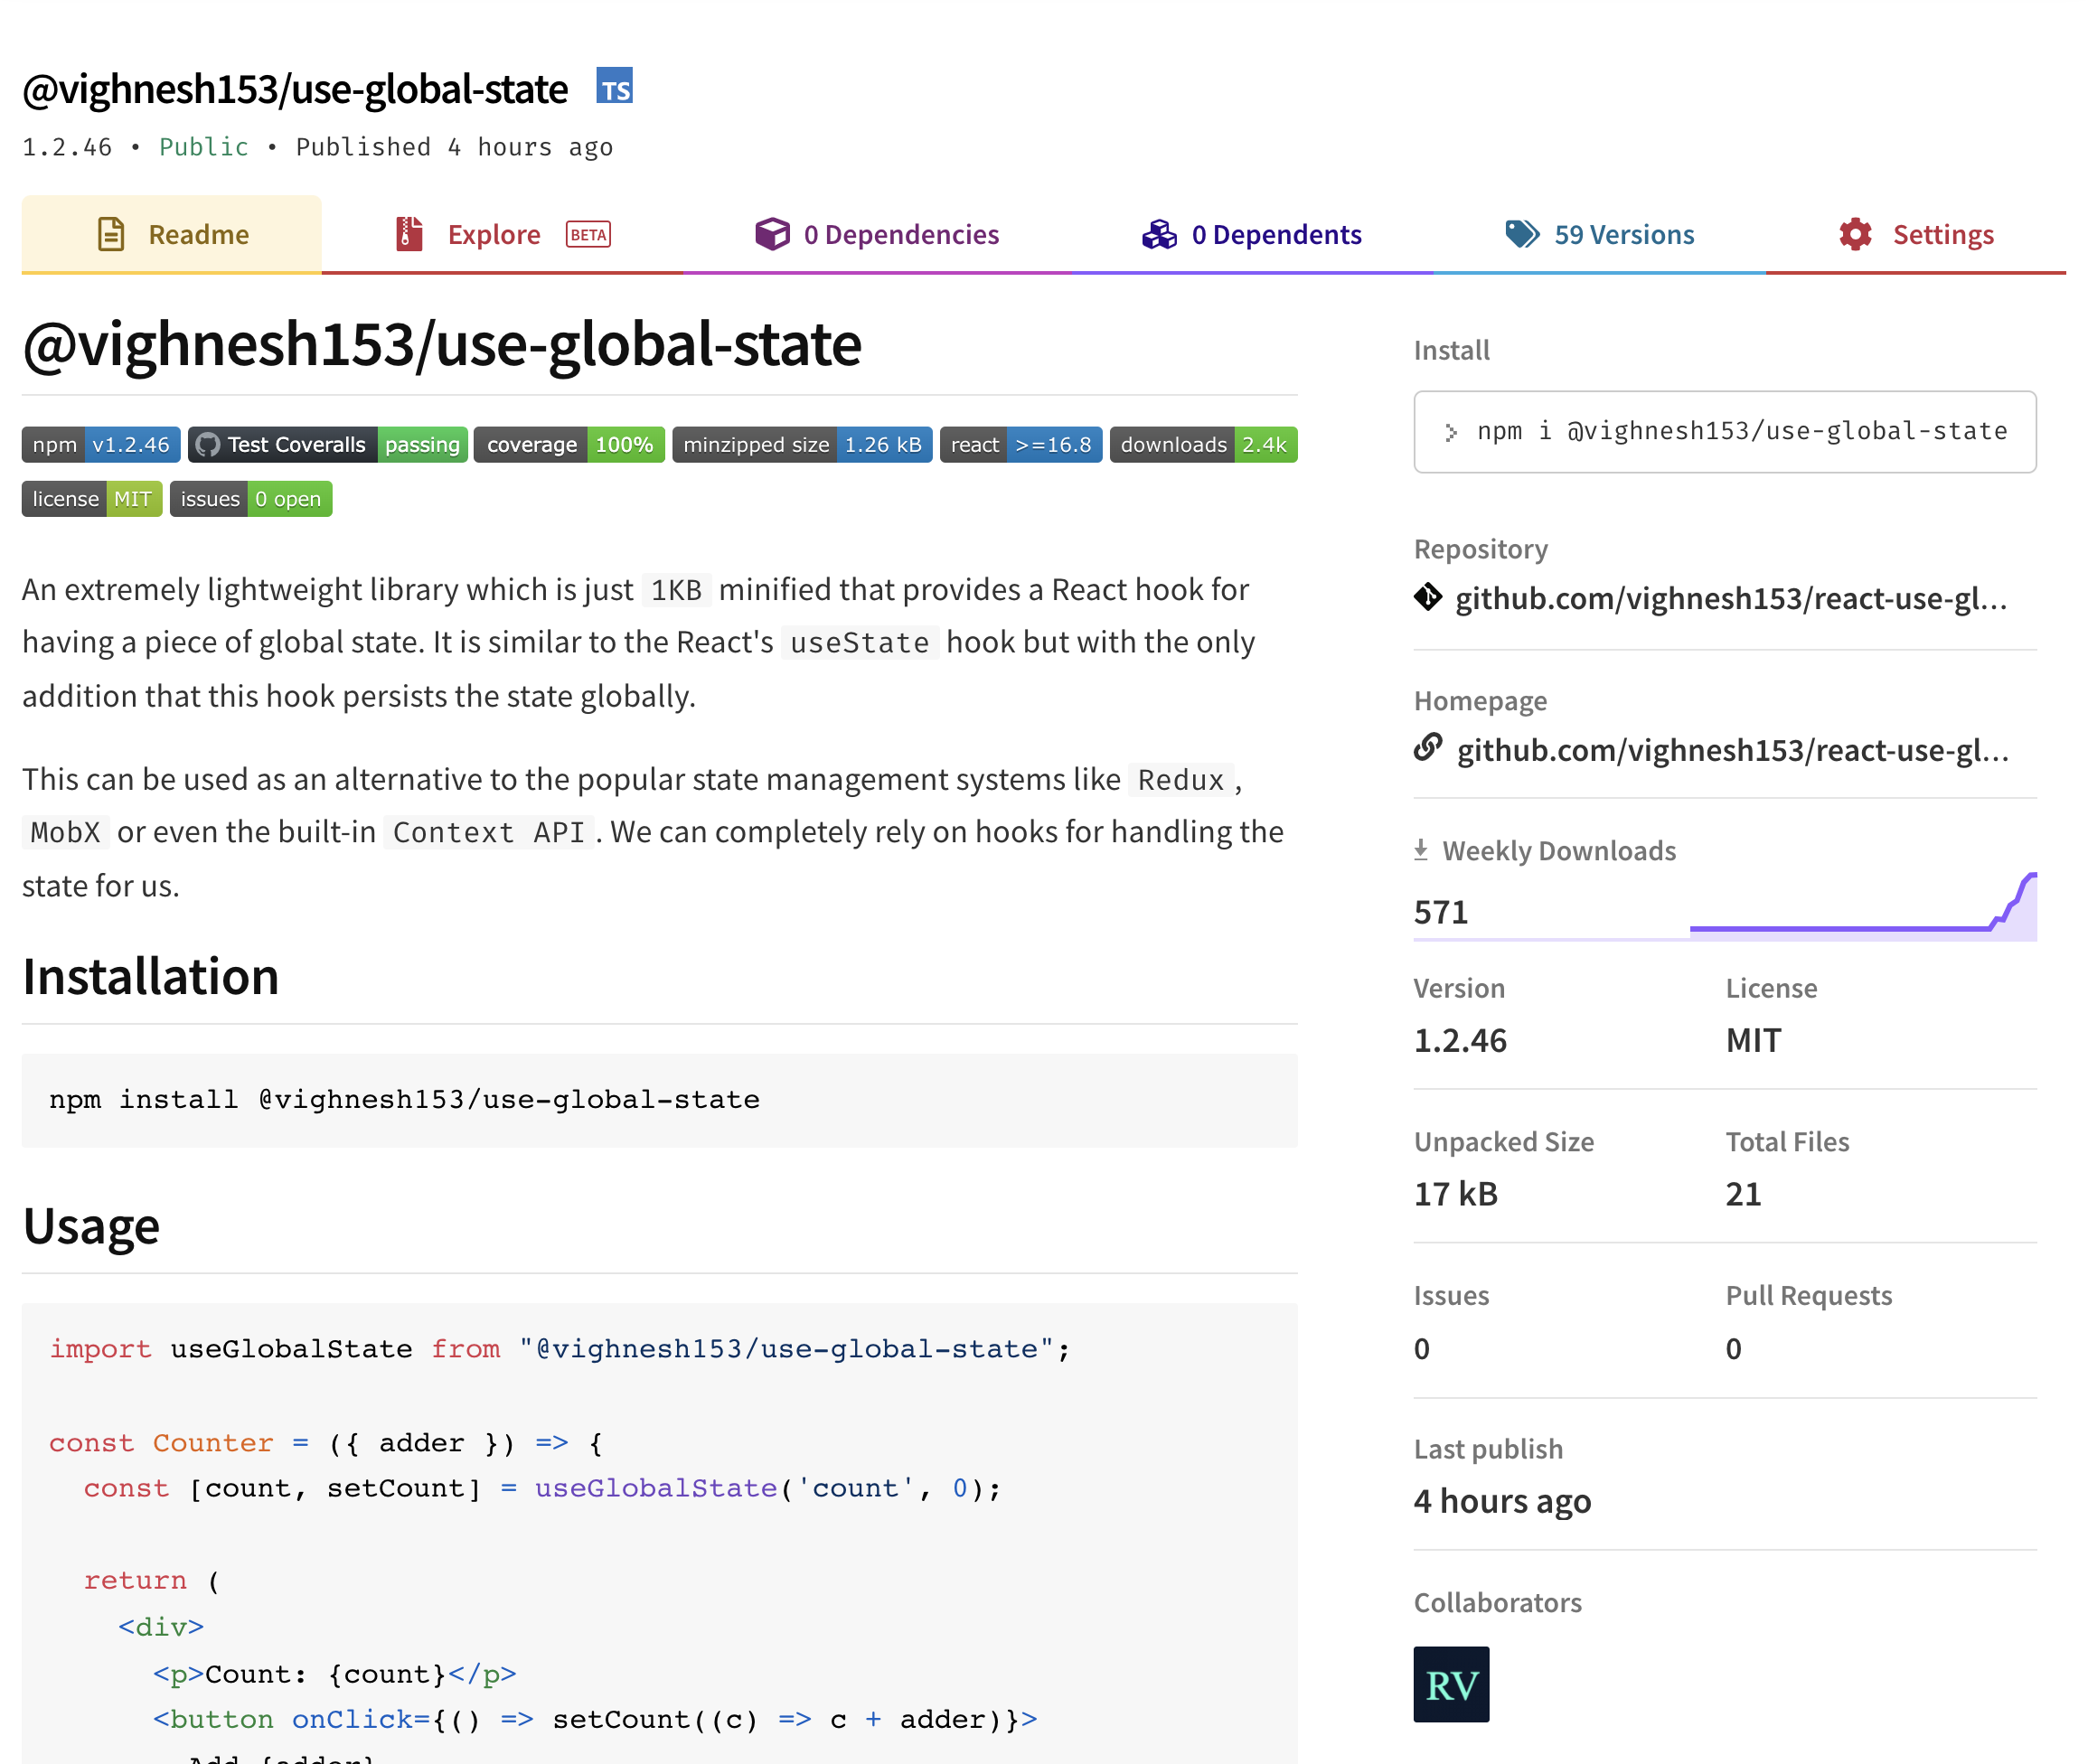 @vighnesh153/use-global-state TS
1.2.46 • Public • Published 4 hours ago
Readme
Explore BETA
0 Dependencies
0 Dependents
59 Versions
Settings
@vighnesh153/use-global-state
npm v1.2.46 Test Coveralls passing coverage 100% minzipped size 1.26 kB react >=16.8 downloads 2.4k
license MIT issues 0 open
An extremely lightweight library which is just 1KB minified that provides a React hook for
having a piece of global state. It is similar to the React's useState hook but with the only
addition that this hook persists the state globally.
This can be used as an alternative to the popular state management systems like Redux,
MobX or even the built-in Context API. We can completely rely on hooks for handling the
state for us.
Installation
npm install @vighnesh153/use-global-state
Usage
import useGlobalState from "@vighnesh153/use-global-state";
const Counter = ({ adder }) => {
const [count, setCount] = useGlobalState('count', 0);
return (
<div>
<p>Count: {count}</p>
<button onClick={() => setCount((c) => c + adder)}>
Add {adder}
Install
> npm i @vighnesh153/use-global-state
Repository
github.com/vighnesh153/react-use-gl...
Homepage
github.com/vighnesh153/react-use-gl...
Weekly Downloads
571
Version
1.2.46
License
MIT
Unpacked Size
17 kB
Total Files
21
Issues
0
Pull Requests
0
Last publish
4 hours ago
Collaborators
RV